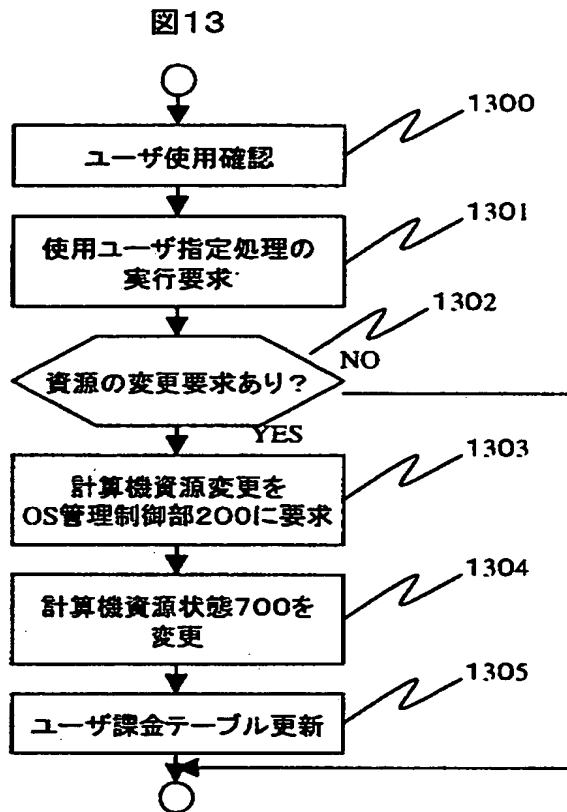 図13
1300
ユーザ使用確認
1301
使用ユーザ指定処理の
実行要求
1302
NO
資源の変更要求あり?
YES
1303
計算機資源変更を
OS管理制御部200に要求
1304
計算機資源状態700を
変更
1305
ユーザ課金テーブル更新